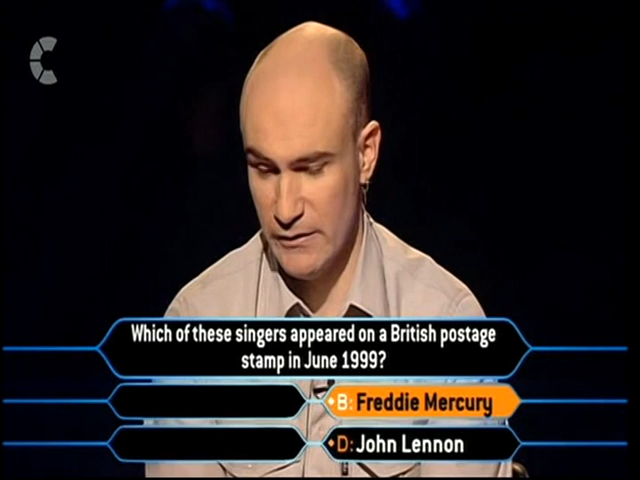 Which of these singers appeared on a British postage
stamp in June 1999?
B: Freddie Mercury
D: John Lennon